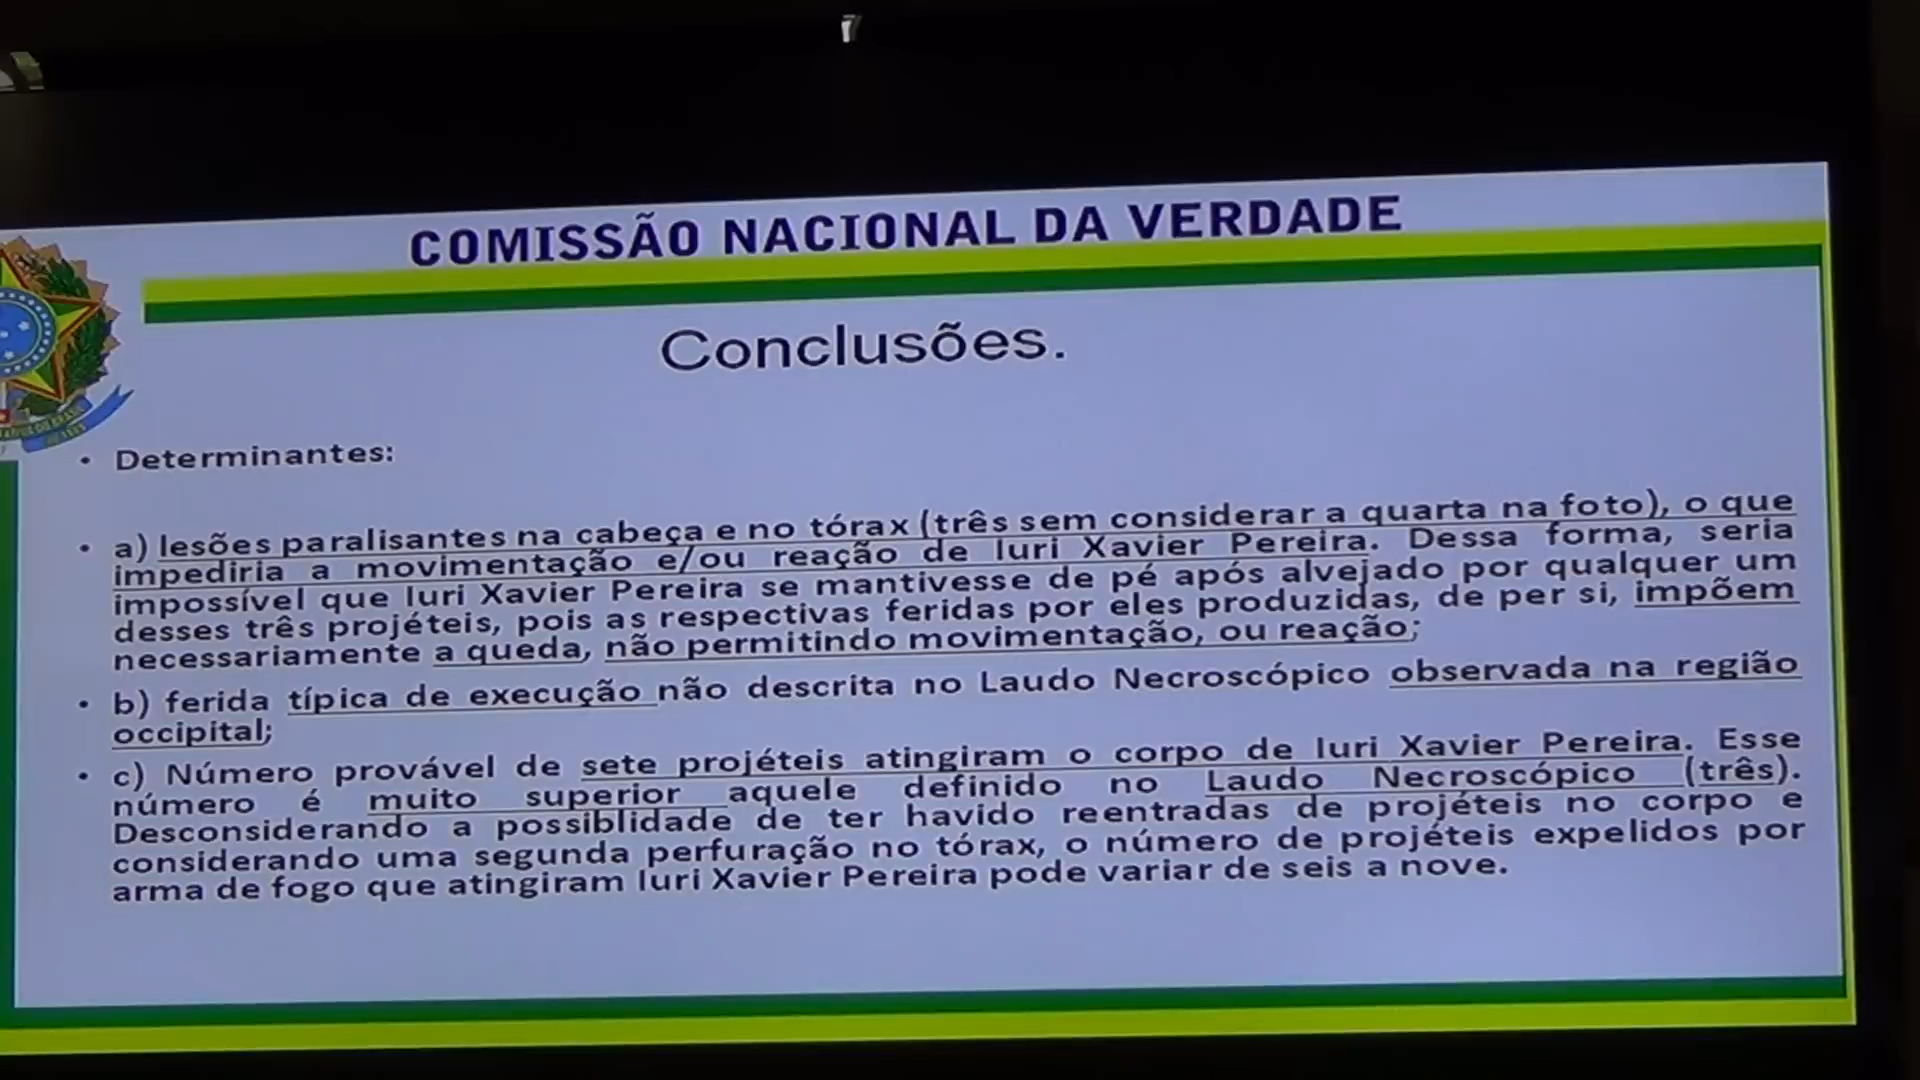 COMISSÃO NACIONAL DA VERDADE
Conclusões.
• Determinantes:
• a) lesões paralisantes na cabeça e no tórax (três sem considerar a quarta na foto), o que
impediria a movimentação e/ou reação de Iuri Xavier Pereira. Dessa forma, seria
impossível que Iuri Xavier Pereira se mantivesse de pé após alvejado por qualquer um
desses três projéteis, pois as respectivas feridas por eles produzidas, de per si, impõem
necessariamente a queda, não permitindo movimentação, ou reação;
• b) ferida típica de execução não descrita no Laudo Necroscópico observada na região
occipital;
• c) Número provável de sete projéteis atingiram o corpo de Iuri Xavier Pereira. Esse
número é muito superior aquele definido no Laudo Necroscópico (três).
Desconsiderando a possiblidade de ter havido reentradas de projéteis no corpo e
considerando uma segunda perfuração no tórax, o número de projéteis expelidos por
arma de fogo que atingiram Iuri Xavier Pereira pode variar de seis a nove.